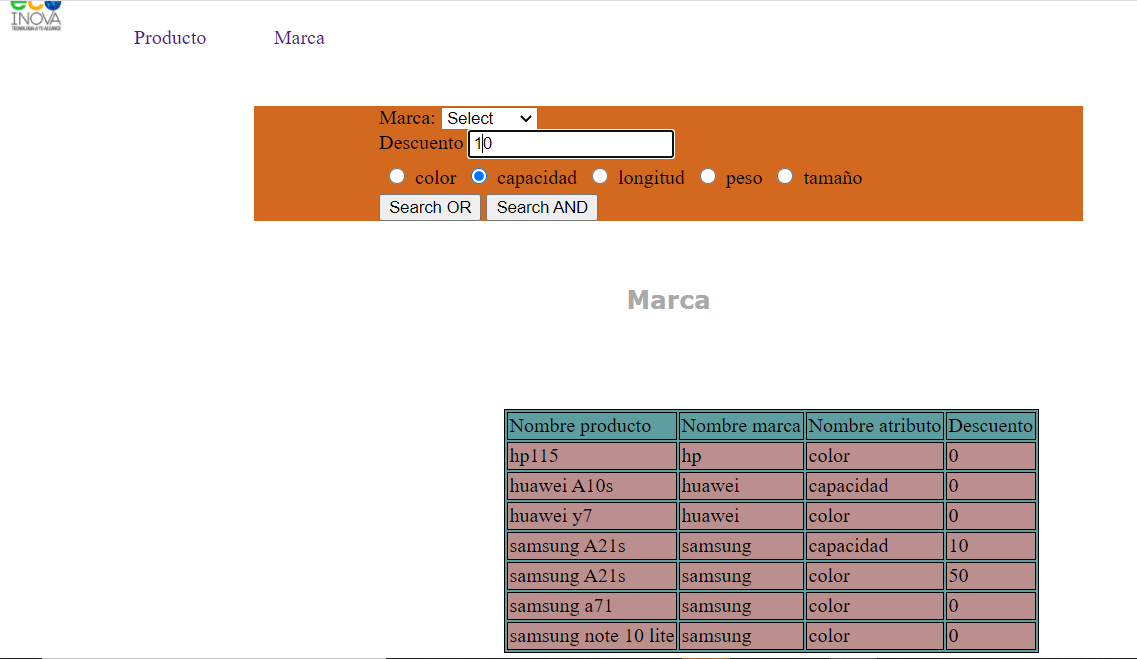 eco
INOVA
TECNOLOGIA A TU ALCANCE
Producto Marca
Marca: Select
Descuento 10
color capacidad longitud peso tamaño
Search OR Search AND
Marca
Nombre producto Nombre marca Nombre atributo Descuento
hp115 hp color 0
huawei A10s huawei capacidad 0
huawei y7 huawei color 0
samsung A21s samsung capacidad 10
samsung A21s samsung color 50
samsung a71 samsung color 0
samsung note 10 lite samsung color 0